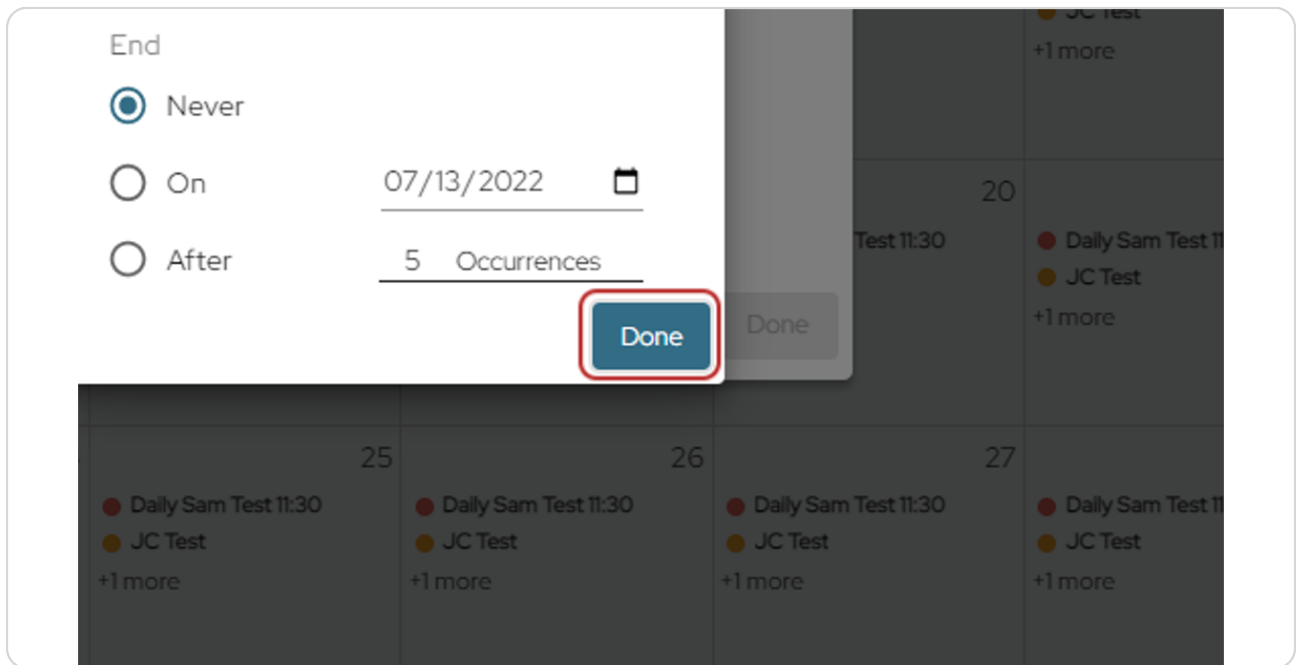 End
Never
On 07/13/2022
After 5 Occurrences
Done
Done
JC Test
+1 more
20
Test 11:30
Daily Sam Test 11
JC Test
+1 more
25
26
27
Daily Sam Test 11:30
JC Test
+1 more
Daily Sam Test 11:30
JC Test
+1 more
Daily Sam Test 11:30
JC Test
+1 more
Daily Sam Test 11
JC Test
+1 more